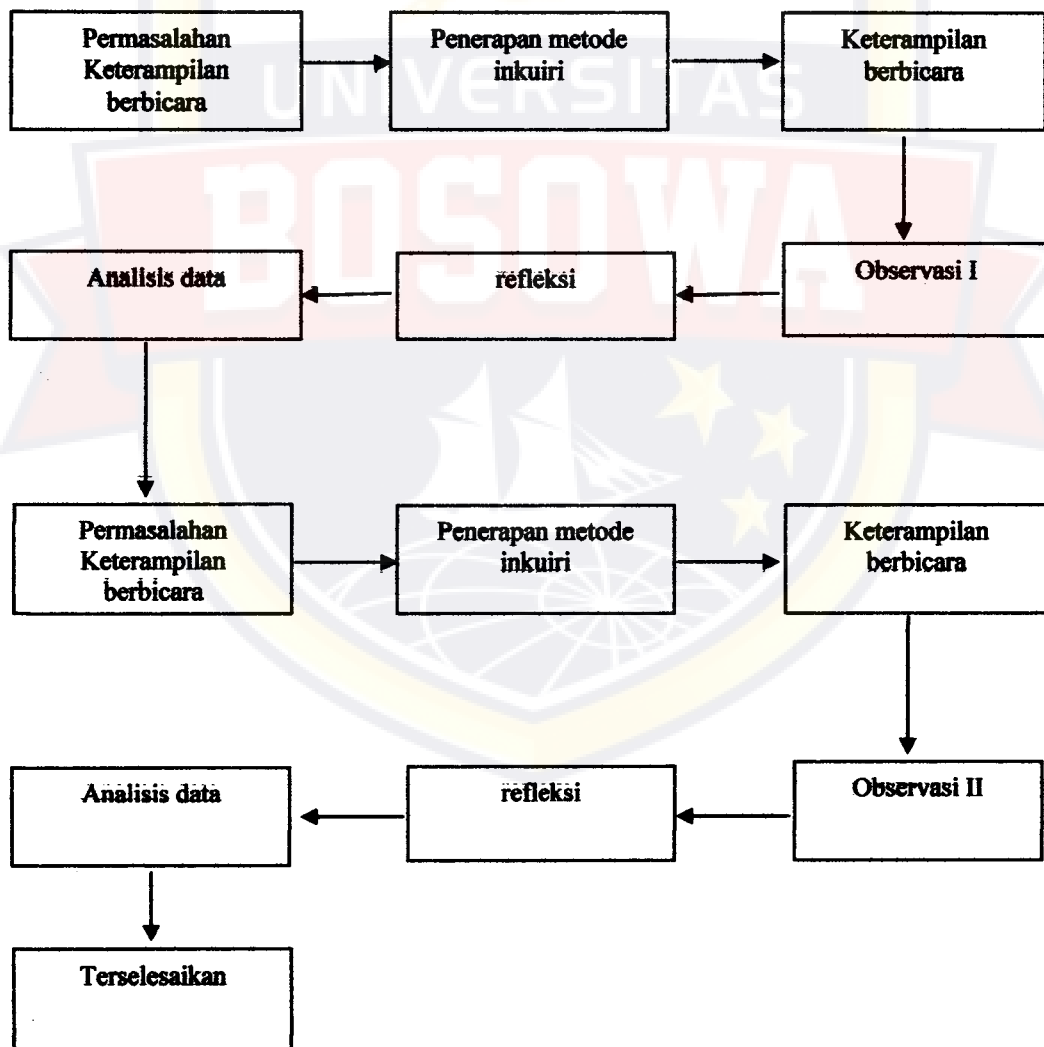 Permasalahan
Keterampilan
berbicara
Penerapan metode
inkuiri
Keterampilan
berbicara
UNIVERSITAS
BOSOWA
Observasi I
refleksi
Analisis data
Permasalahan
Keterampilan
berbicara
Penerapan metode
inkuiri
Keterampilan
berbicara
Observasi II
refleksi
Analisis data
Terselesaikan